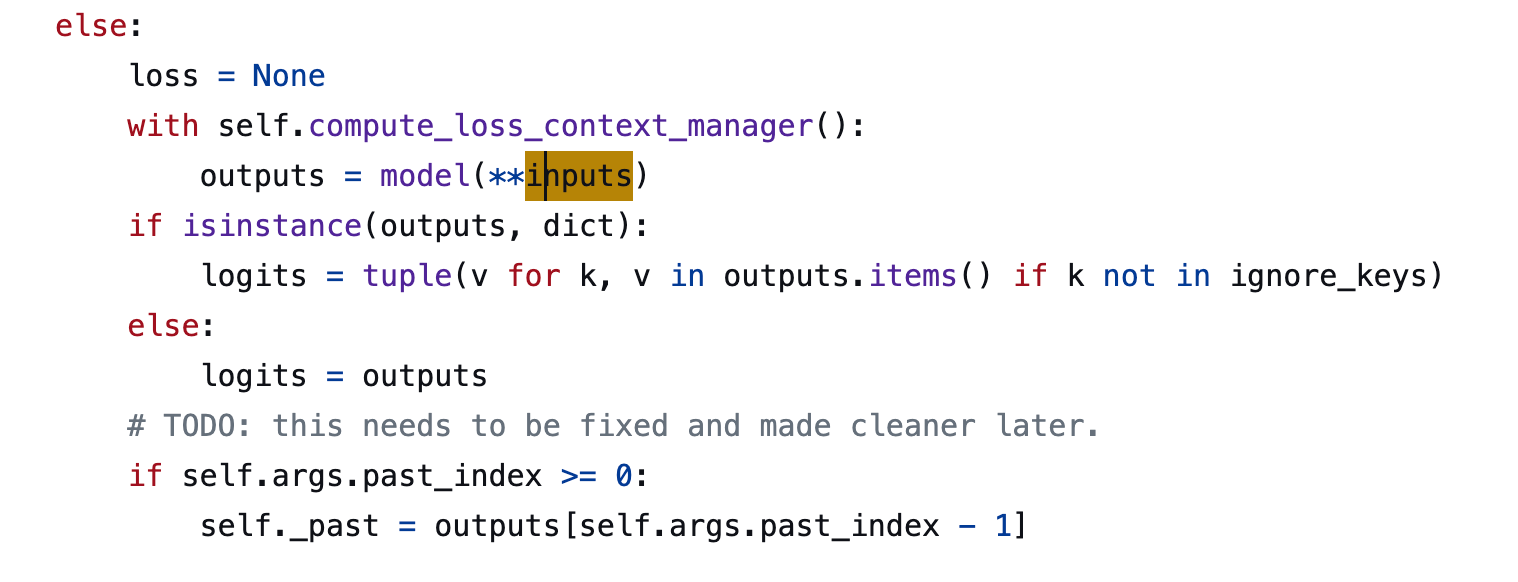 else:
    loss = None
    with self.compute_loss_context_manager():
        outputs = model(**inputs)
    if isinstance(outputs, dict):
        logits = tuple(v for k, v in outputs.items() if k not in ignore_keys)
    else:
        logits = outputs
    # TODO: this needs to be fixed and made cleaner later.
    if self.args.past_index >= 0:
        self._past = outputs[self.args.past_index - 1]